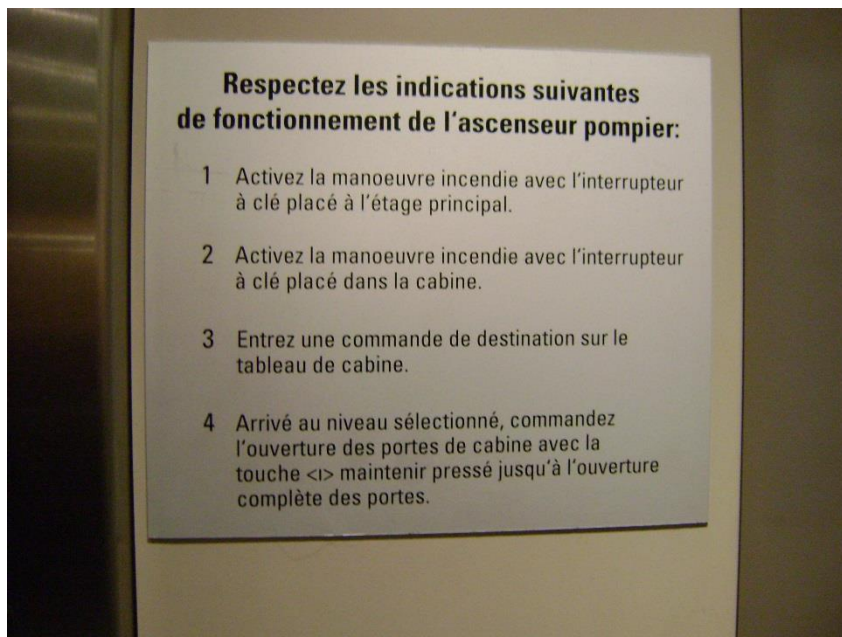 Respectez les indications suivantes
de fonctionnement de l'ascenseur pompier:
1 Activez la manoeuvre incendie avec l'interrupteur
à clé placé à l'étage principal.
2 Activez la manoeuvre incendie avec l'interrupteur
à clé placé dans la cabine.
3 Entrez une commande de destination sur le
tableau de cabine.
4 Arrivé au niveau sélectionné, commandez
l'ouverture des portes de cabine avec la
touche <ı> maintenir pressé jusqu'à l'ouverture
complète des portes.